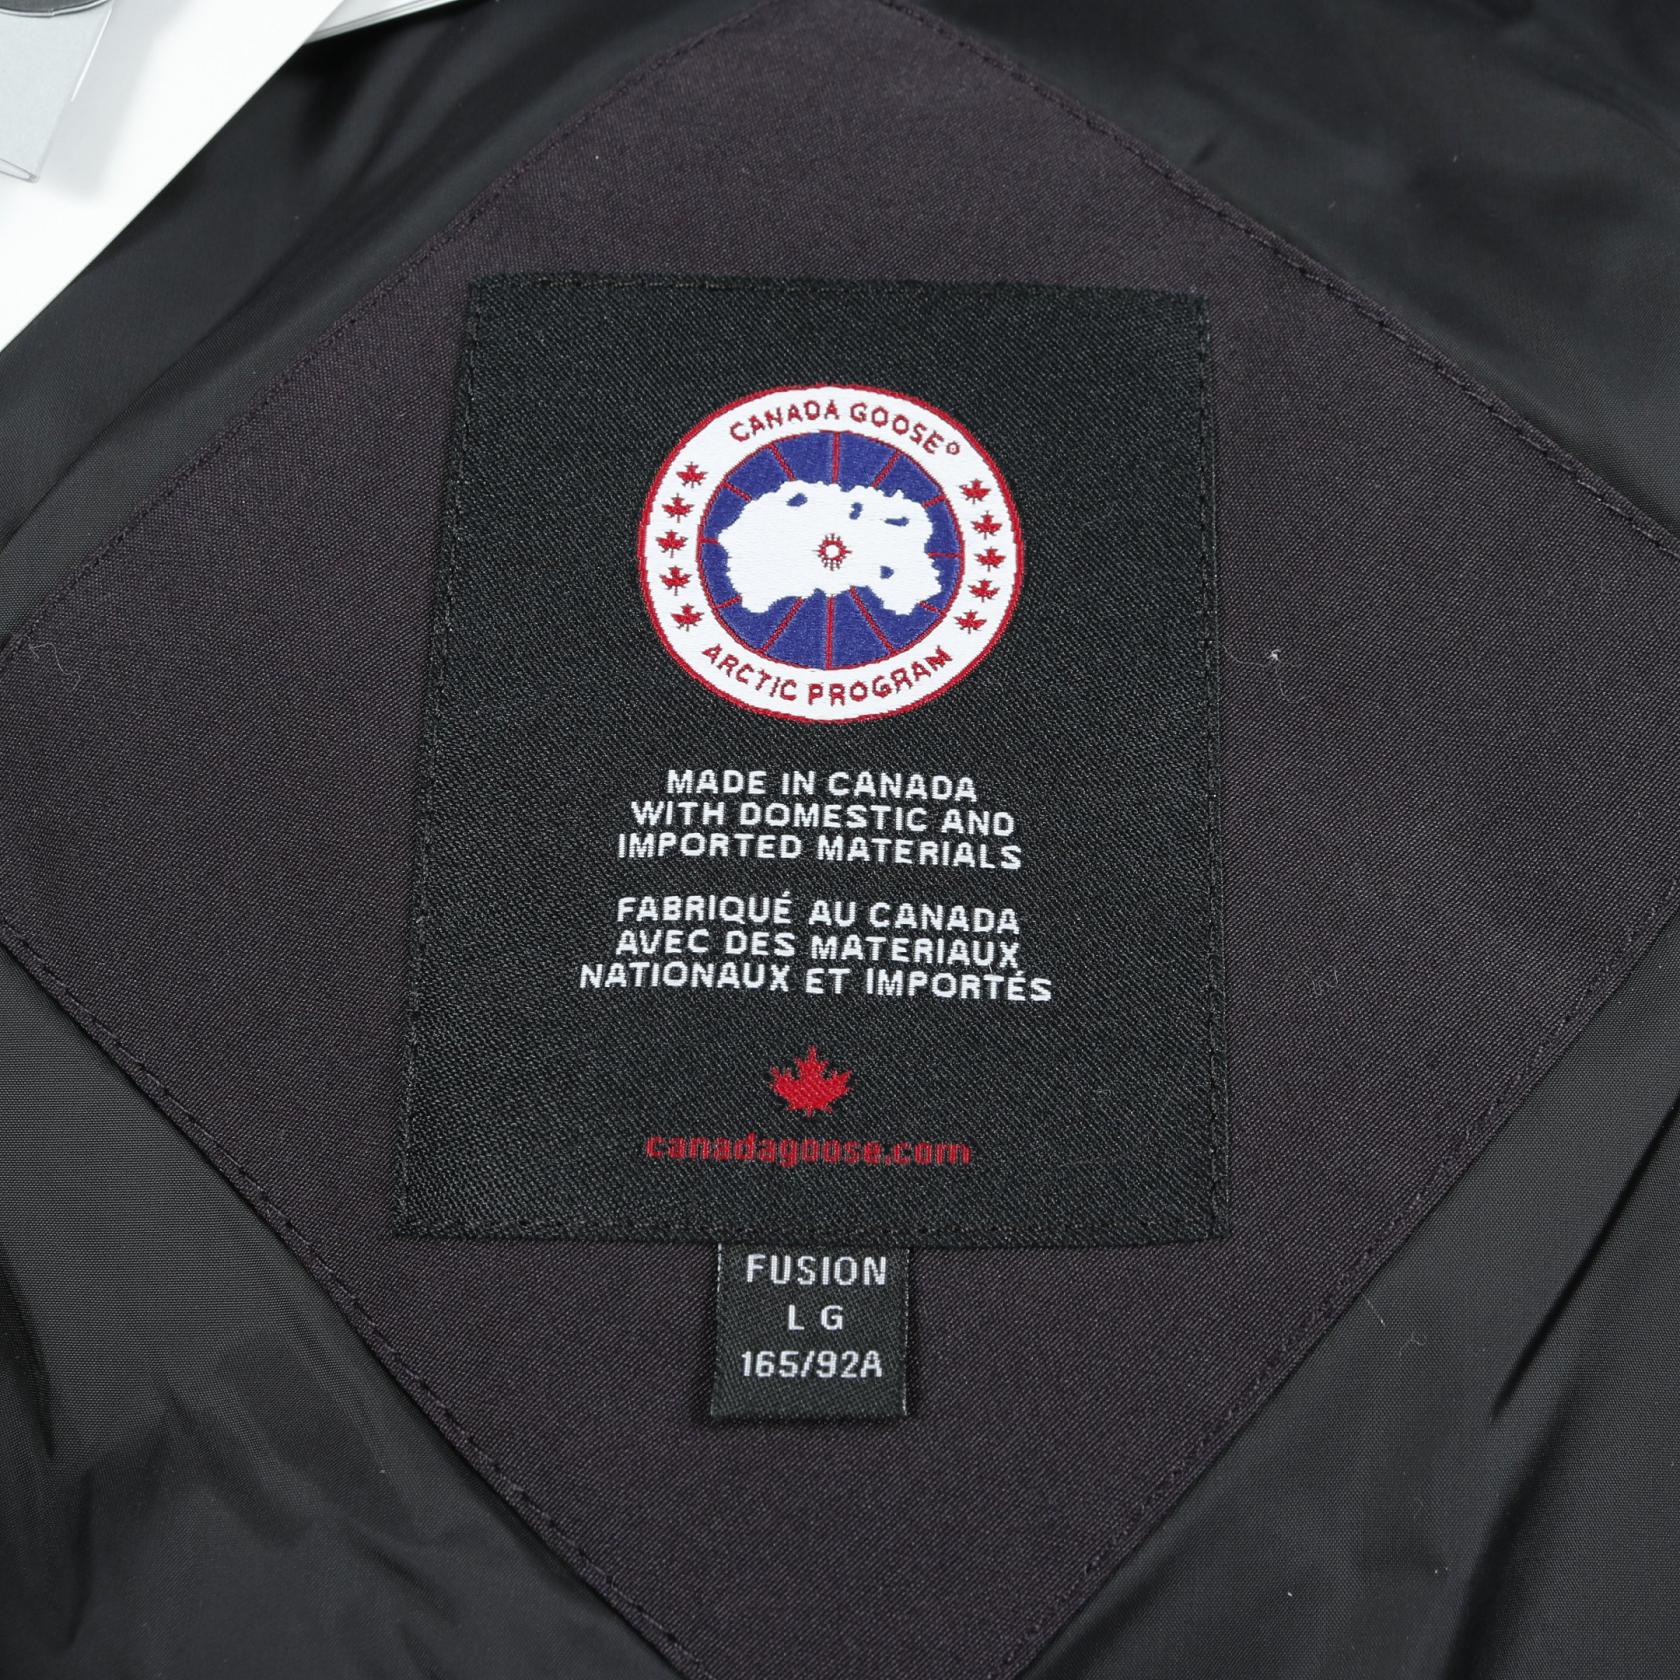 CANADA GOOSE®
ARCTIC PROGRAM
MADE IN CANADA
WITH DOMESTIC AND
IMPORTED MATERIALS
FABRIQUÉ AU CANADA
AVEC DES MATERIAUX
NATIONAUX ET IMPORTÉS
canadagoose.com
FUSION
L G
165/92A